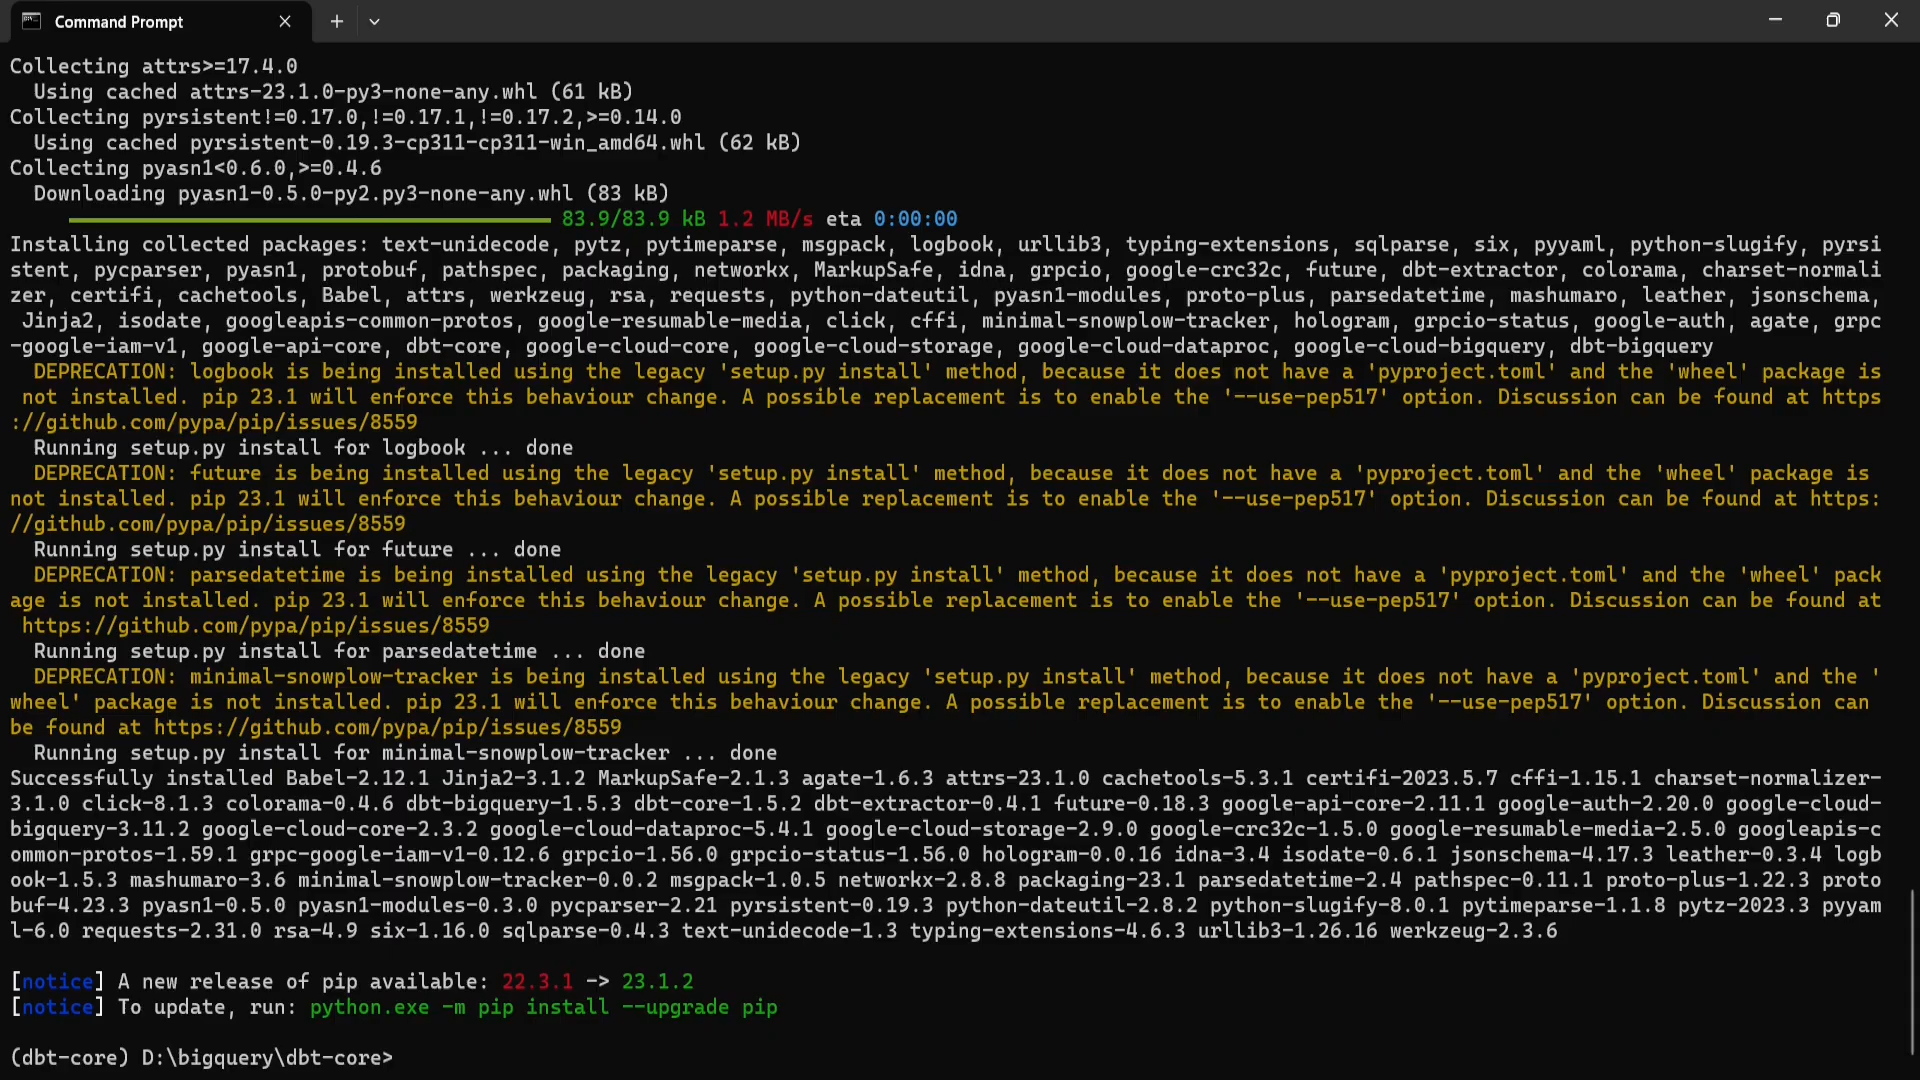 Command Prompt
Collecting attrs>=17.4.0
  Using cached attrs-23.1.0-py3-none-any.whl (61 kB)
Collecting pyrsistent!=0.17.0,!=0.17.1,!=0.17.2,>=0.14.0
  Using cached pyrsistent-0.19.3-cp311-cp311-win_amd64.whl (62 kB)
Collecting pyasn1<0.6.0,>=0.4.6
  Downloading pyasn1-0.5.0-py2.py3-none-any.whl (83 kB)
83.9/83.9 kB 1.2 MB/s eta 0:00:00
Installing collected packages: text-unidecode, pytz, pytimeparse, msgpack, logbook, urllib3, typing-extensions, sqlparse, six, pyyaml, python-slugify, pyrsi
stent, pycparser, pyasn1, protobuf, pathspec, packaging, networkx, MarkupSafe, idna, grpcio, google-crc32c, future, dbt-extractor, colorama, charset-normali
zer, certifi, cachetools, Babel, attrs, werkzeug, rsa, requests, python-dateutil, pyasn1-modules, proto-plus, parsedatetime, mashumaro, leather, jsonschema,
 Jinja2, isodate, googleapis-common-protos, google-resumable-media, click, cffi, minimal-snowplow-tracker, hologram, grpcio-status, google-auth, agate, grpc
-google-iam-v1, google-api-core, dbt-core, google-cloud-core, google-cloud-storage, google-cloud-dataproc, google-cloud-bigquery, dbt-bigquery
  DEPRECATION: logbook is being installed using the legacy 'setup.py install' method, because it does not have a 'pyproject.toml' and the 'wheel' package is
 not installed. pip 23.1 will enforce this behaviour change. A possible replacement is to enable the '--use-pep517' option. Discussion can be found at https
://github.com/pypa/pip/issues/8559
  Running setup.py install for logbook ... done
  DEPRECATION: future is being installed using the legacy 'setup.py install' method, because it does not have a 'pyproject.toml' and the 'wheel' package is
not installed. pip 23.1 will enforce this behaviour change. A possible replacement is to enable the '--use-pep517' option. Discussion can be found at https:
//github.com/pypa/pip/issues/8559
  Running setup.py install for future ... done
  DEPRECATION: parsedatetime is being installed using the legacy 'setup.py install' method, because it does not have a 'pyproject.toml' and the 'wheel' pack
age is not installed. pip 23.1 will enforce this behaviour change. A possible replacement is to enable the '--use-pep517' option. Discussion can be found at
 https://github.com/pypa/pip/issues/8559
  Running setup.py install for parsedatetime ... done
  DEPRECATION: minimal-snowplow-tracker is being installed using the legacy 'setup.py install' method, because it does not have a 'pyproject.toml' and the '
wheel' package is not installed. pip 23.1 will enforce this behaviour change. A possible replacement is to enable the '--use-pep517' option. Discussion can
be found at https://github.com/pypa/pip/issues/8559
  Running setup.py install for minimal-snowplow-tracker ... done
Successfully installed Babel-2.12.1 Jinja2-3.1.2 MarkupSafe-2.1.3 agate-1.6.3 attrs-23.1.0 cachetools-5.3.1 certifi-2023.5.7 cffi-1.15.1 charset-normalizer-
3.1.0 click-8.1.3 colorama-0.4.6 dbt-bigquery-1.5.3 dbt-core-1.5.2 dbt-extractor-0.4.1 future-0.18.3 google-api-core-2.11.1 google-auth-2.20.0 google-cloud-
bigquery-3.11.2 google-cloud-core-2.3.2 google-cloud-dataproc-5.4.1 google-cloud-storage-2.9.0 google-crc32c-1.5.0 google-resumable-media-2.5.0 googleapis-c
ommon-protos-1.59.1 grpc-google-iam-v1-0.12.6 grpcio-1.56.0 grpcio-status-1.56.0 hologram-0.0.16 idna-3.4 isodate-0.6.1 jsonschema-4.17.3 leather-0.3.4 logb
ook-1.5.3 mashumaro-3.6 minimal-snowplow-tracker-0.0.2 msgpack-1.0.5 networkx-2.8.8 packaging-23.1 parsedatetime-2.4 pathspec-0.11.1 proto-plus-1.22.3 proto
buf-4.23.3 pyasn1-0.5.0 pyasn1-modules-0.3.0 pycparser-2.21 pyrsistent-0.19.3 python-dateutil-2.8.2 python-slugify-8.0.1 pytimeparse-1.1.8 pytz-2023.3 pyyam
l-6.0 requests-2.31.0 rsa-4.9 six-1.16.0 sqlparse-0.4.3 text-unidecode-1.3 typing-extensions-4.6.3 urllib3-1.26.16 werkzeug-2.3.6
[notice] A new release of pip available: 22.3.1 -> 23.1.2
[notice] To update, run: python.exe -m pip install --upgrade pip
(dbt-core) D:\bigquery\dbt-core>